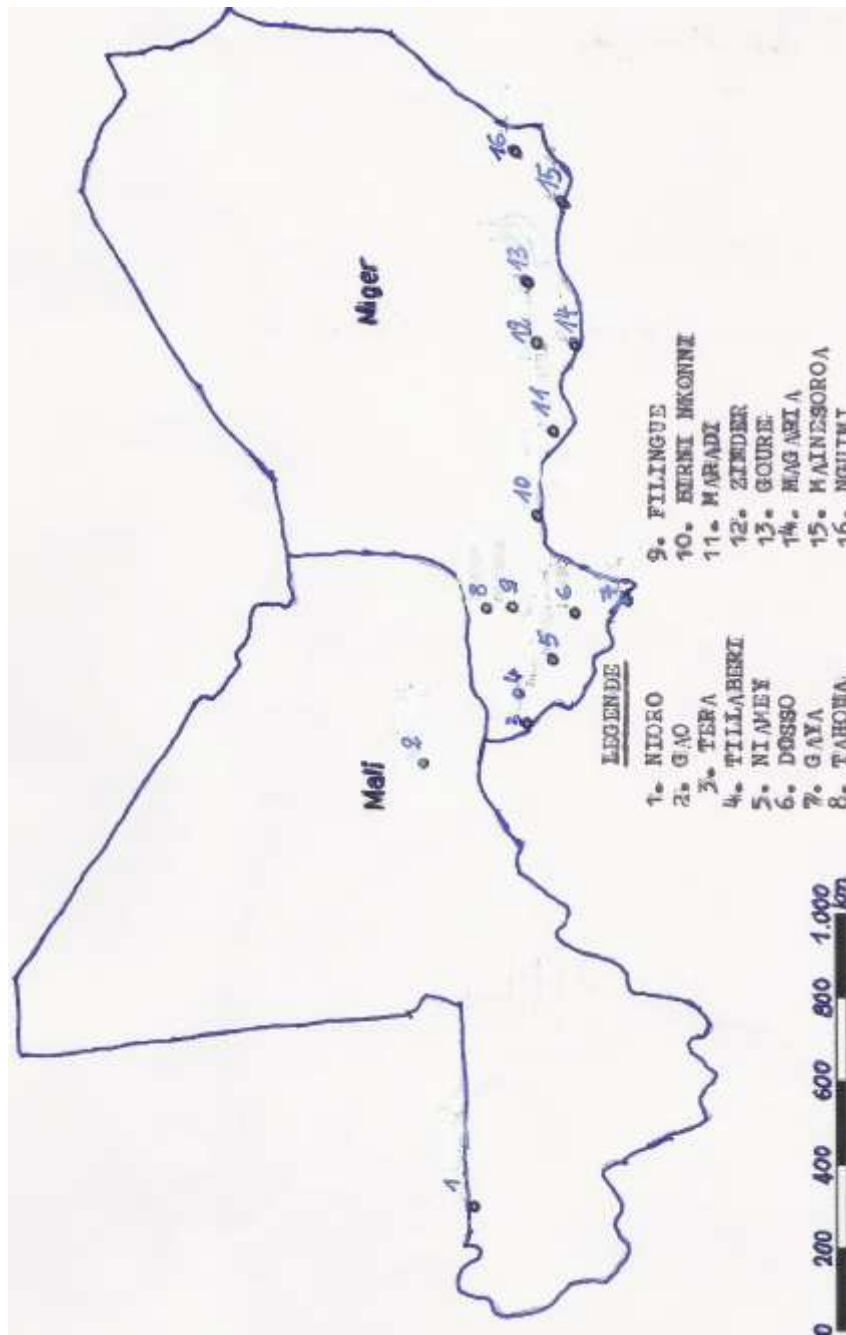 Mali
Niger
1
2
3
4
5
6
7
8
9
10
11
12
13
14
15
16
LEGENDE
1. NIORO
2. GAO
3. TERA
4. TILLABERI
5. NIAMEY
6. DOSSO
7. GAYA
8. TAHOUA
9. FILINGUE
10. BIRNI NKONNI
11. MARADI
12. ZINDER
13. GOURE
14. MAGARIA
15. MAINESOROA
16.
0 200 400 600 800 1.000
km